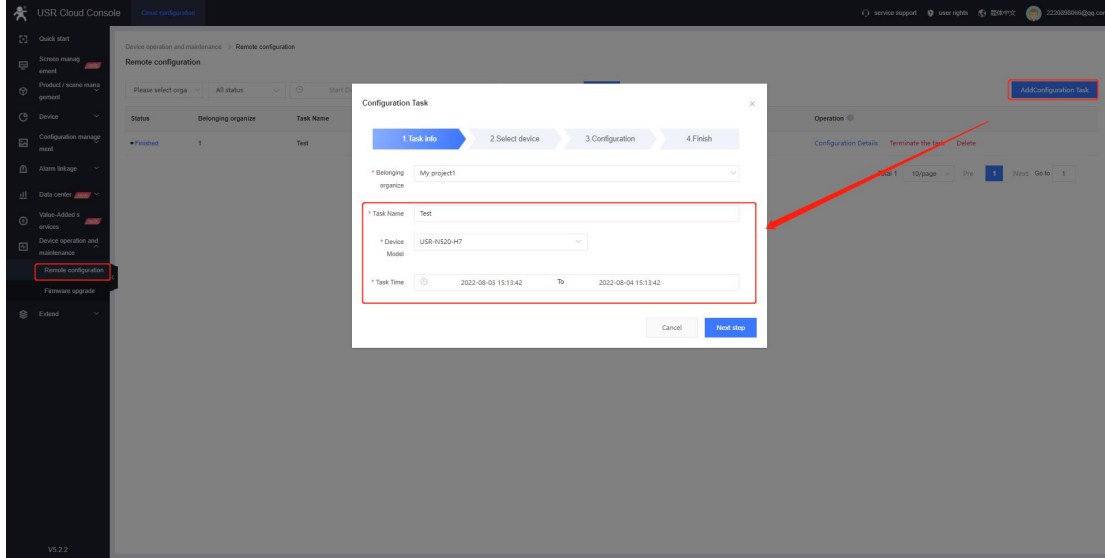 USR Cloud Console
Cloud configuration
service support
user rights
简体中文
2228898066@qq.com
Quick start
Screen manag
ement
Product / scene mana
gement
Device
Configuration manage
ment
Alarm linkage
Data center
Value-Added s
ervices
Device operation and
maintenance
Remote configuration
Firmware upgrade
Extend
V5.2.2
Device operation and maintenance > Remote configuration
Remote configuration
Please select orga
All status
AddConfiguration Task
Status
Belonging organize
Task Name
Operation
Finished
1
Test
Configuration Details
Terminate the task
Delete
Total 1
10/page
Pre
1
Next
Go to
1
Configuration Task
1.Task info
2.Select device
3.Configuration
4.Finish
* Belonging
organize
My project1
* Task Name
Test
* Device
Model
USR-N520-H7
* Task Time
2022-08-03 15:13:42
To
2022-08-04 15:13:42
Cancel
Next step